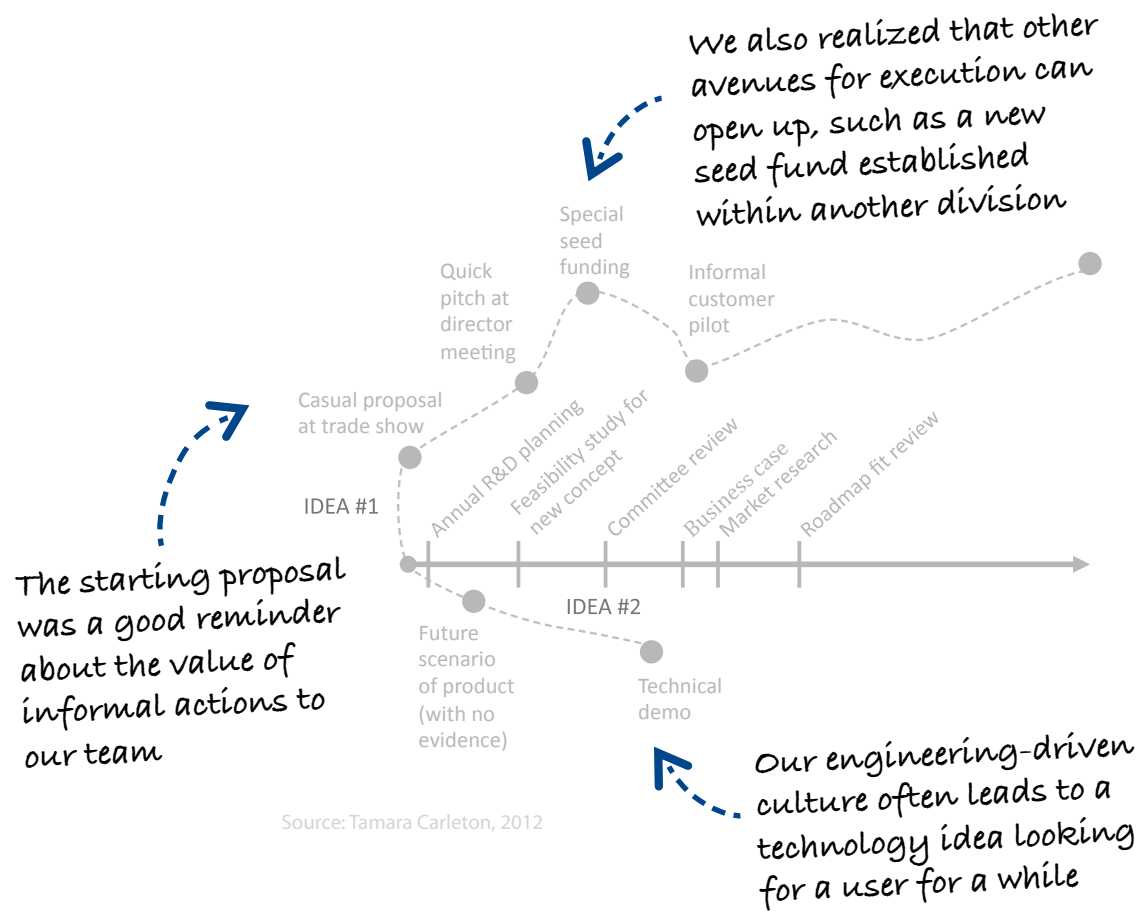 We also realized that other
avenues for execution can
open up, such as a new
seed fund established
within another division
Special
seed
funding
Quick
pitch at
director
meeting
Informal
customer
pilot
Casual proposal
at trade show
Annual R&D planning
Feasibility study for
new concept
Committee review
Business case
Market research
Roadmap fit review
IDEA #1
The starting proposal
was a good reminder
about the value of
informal actions to
our team
IDEA #2
Future
scenario
of product
(with no
evidence)
Technical
demo
Our engineering-driven
culture often leads to a
technology idea looking
for a user for a while
Source: Tamara Carleton, 2012